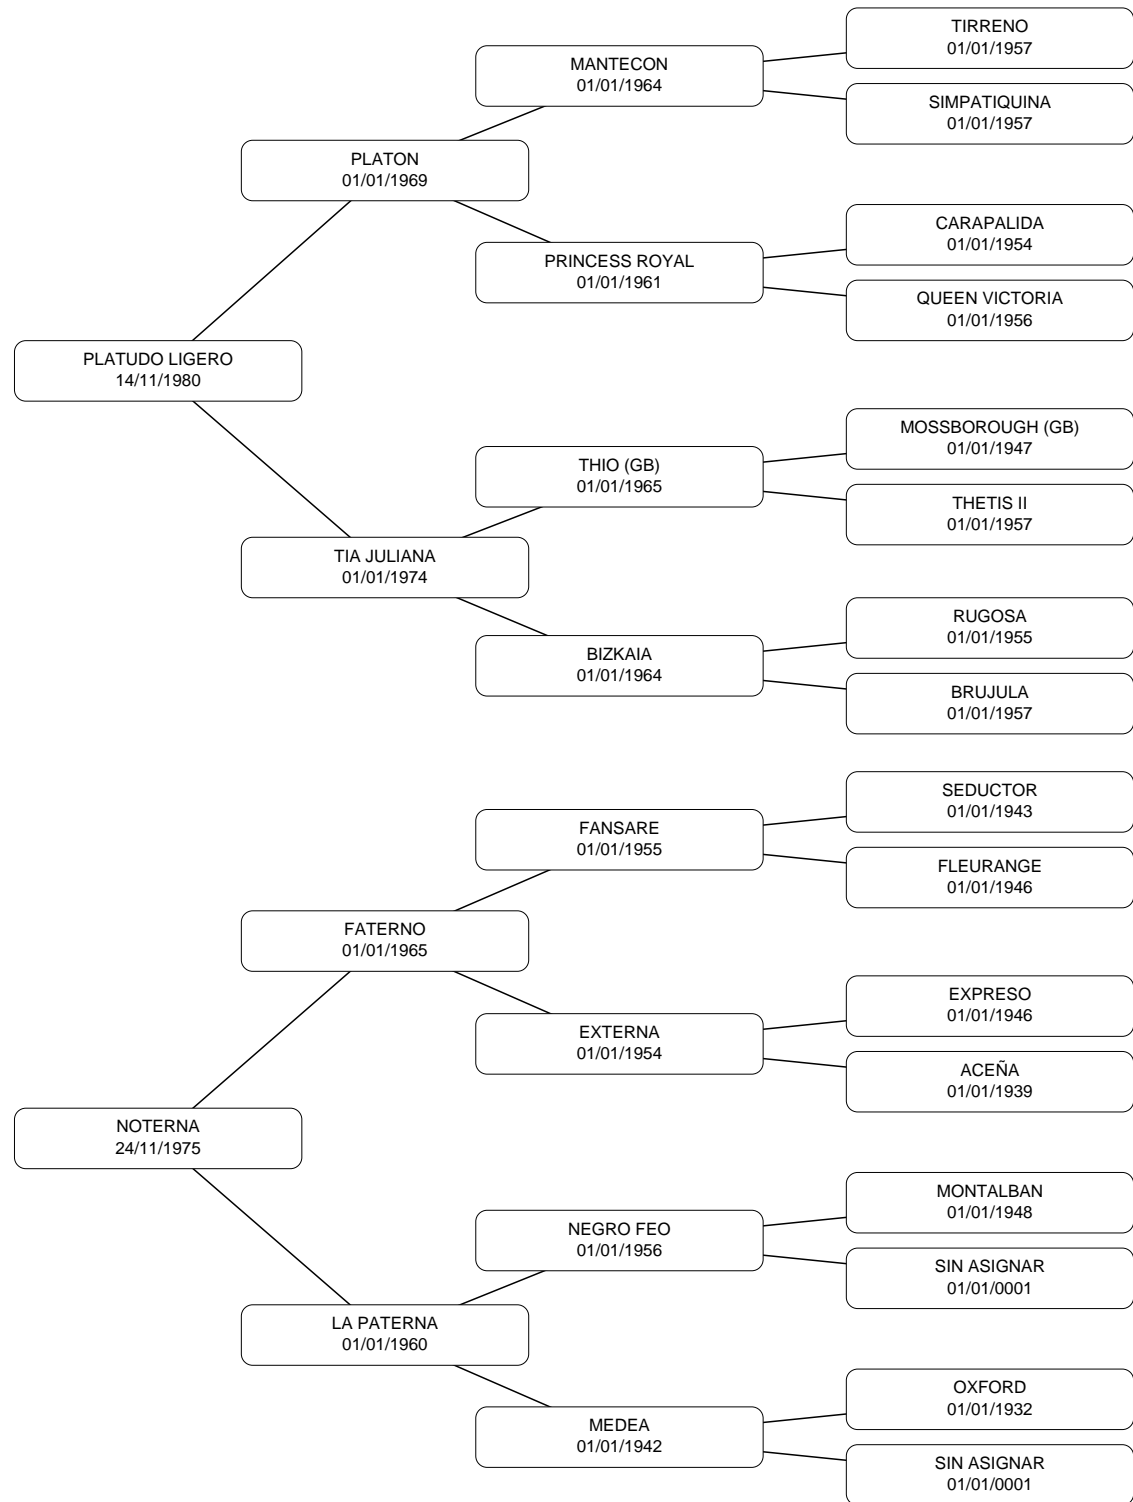 TIRRENO
01/01/1957
MANTECON
01/01/1964
SIMPATIQUINA
01/01/1957
PLATON
01/01/1969
CARAPALIDA
01/01/1954
PRINCESS ROYAL
01/01/1961
QUEEN VICTORIA
01/01/1956
PLATUDO LIGERO
14/11/1980
MOSSBOROUGH (GB)
01/01/1947
THIO (GB)
01/01/1965
THETIS II
01/01/1957
TIA JULIANA
01/01/1974
RUGOSA
01/01/1955
BIZKAIA
01/01/1964
BRUJULA
01/01/1957
SEDUCTOR
01/01/1943
FANSARE
01/01/1955
FLEURANGE
01/01/1946
FATERNO
01/01/1965
EXPRESO
01/01/1946
EXTERNA
01/01/1954
ACEÑA
01/01/1939
NOTERNA
24/11/1975
MONTALBAN
01/01/1948
NEGRO FEO
01/01/1956
SIN ASIGNAR
01/01/0001
LA PATERNA
01/01/1960
OXFORD
01/01/1932
MEDEA
01/01/1942
SIN ASIGNAR
01/01/0001